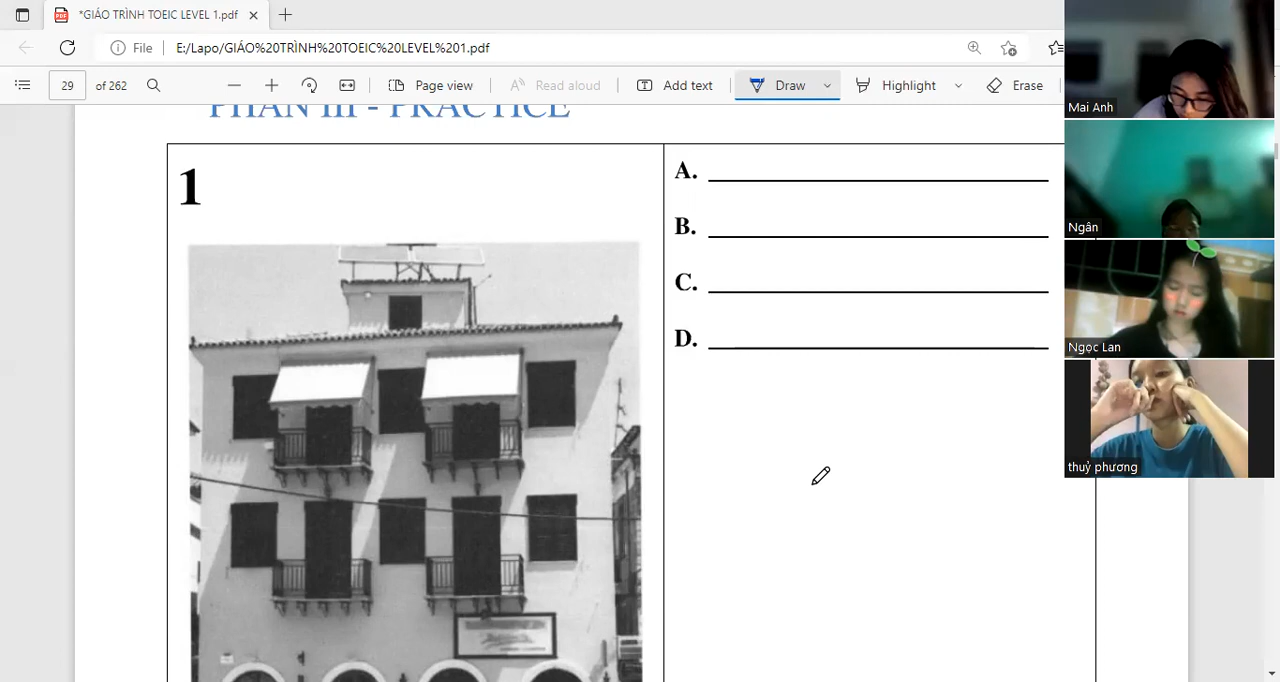 *GIÁO TRÌNH TOEIC LEVEL 1.pdf
File E:/Lapo/GIÁO%20TRÌNH%20TOEIC%20LEVEL%201.pdf
29 of 262 Page view Read aloud Add text Draw Highlight Erase
PHẦN III - PRACTICE
1
A.
B.
C.
D.
Mai Anh
Ngân
Ngọc Lan
thuỷ phương